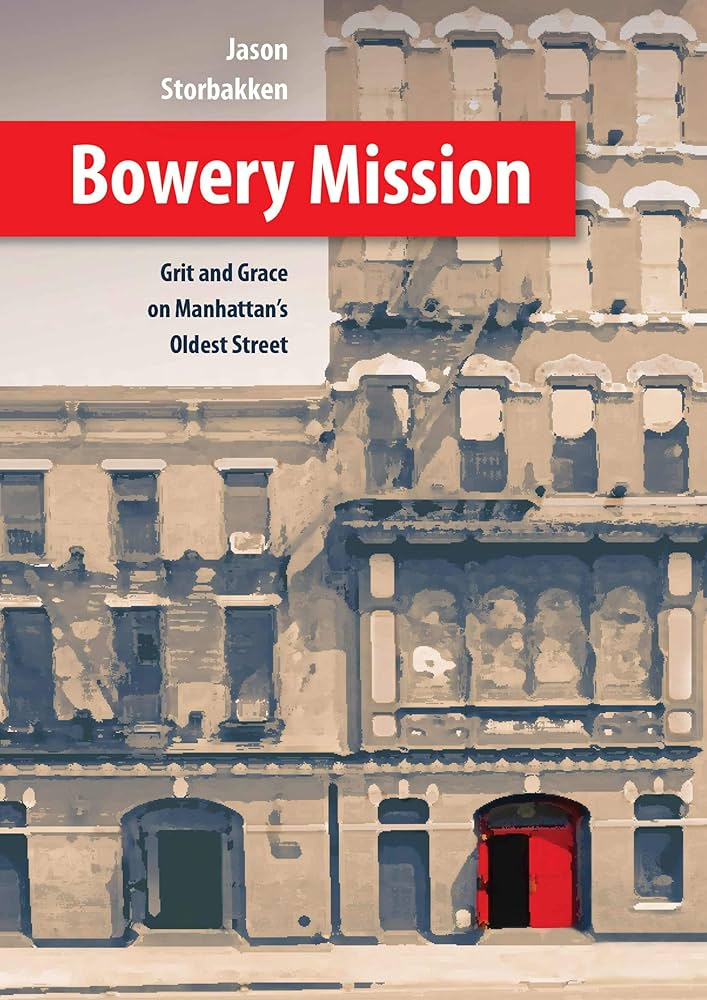 Jason
Storbakken
Bowery Mission
Grit and Grace
on Manhattan's
Oldest Street